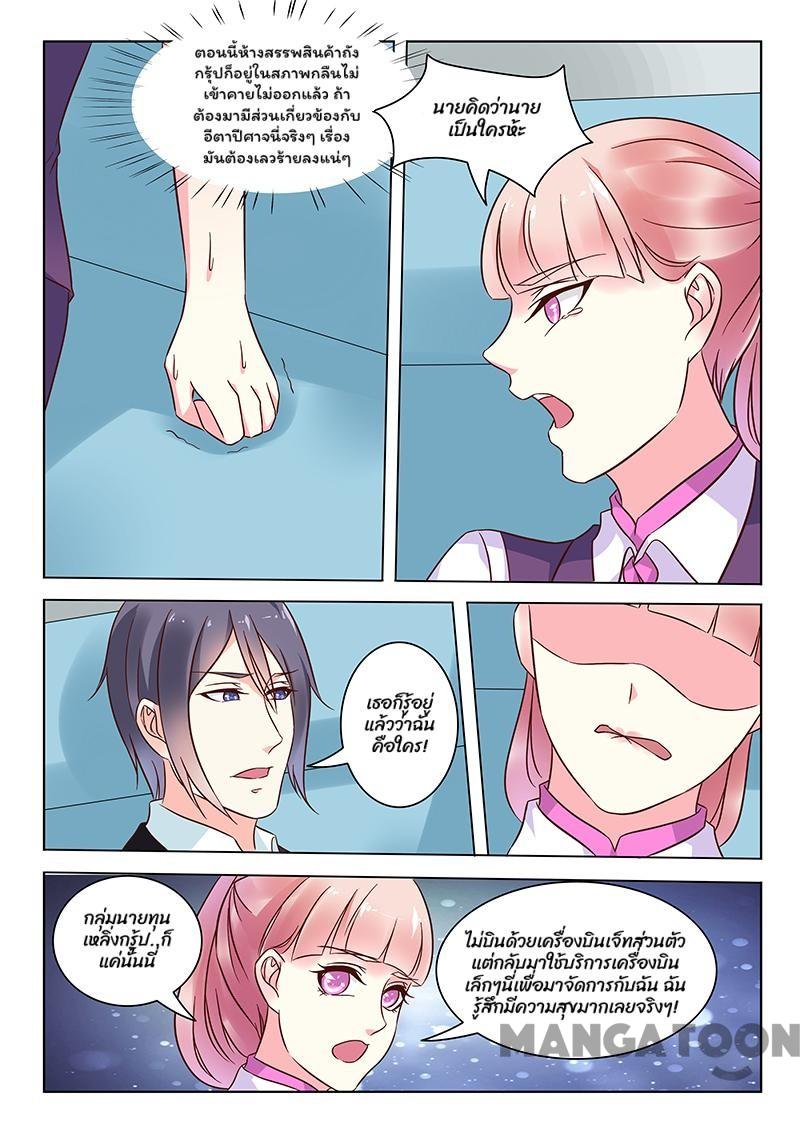 ตอนนี้ห้างสรรพสินค้าถัง
กรุ้ปก็อยู่ในสภาพกลืนไม่
เข้าคายไม่ออกแล้ว ถ้า
ต้องมามีส่วนเกี่ยวข้องกับ
อีตาปีศาจนี่จริงๆ เรื่อง
มันต้องเลวร้ายลงแน่ๆ
นายคิดว่านาย
เป็นใครห้ะ
เธอก็รู้อยู่
แล้วว่าฉัน
คือใคร!
กลุ่มนายทุน
เหลิ่งกรุ้ป...ก็
แค่นั้นนี่
ไม่บินด้วยเครื่องบินเจ็ทส่วนตัว
แต่กลับมาใช้บริการเครื่องบิน
เล็กๆนี่เพื่อมาจัดการกับฉัน ฉัน
รู้สึกมีความสุขมากเลยจริงๆ!
MANGATOON